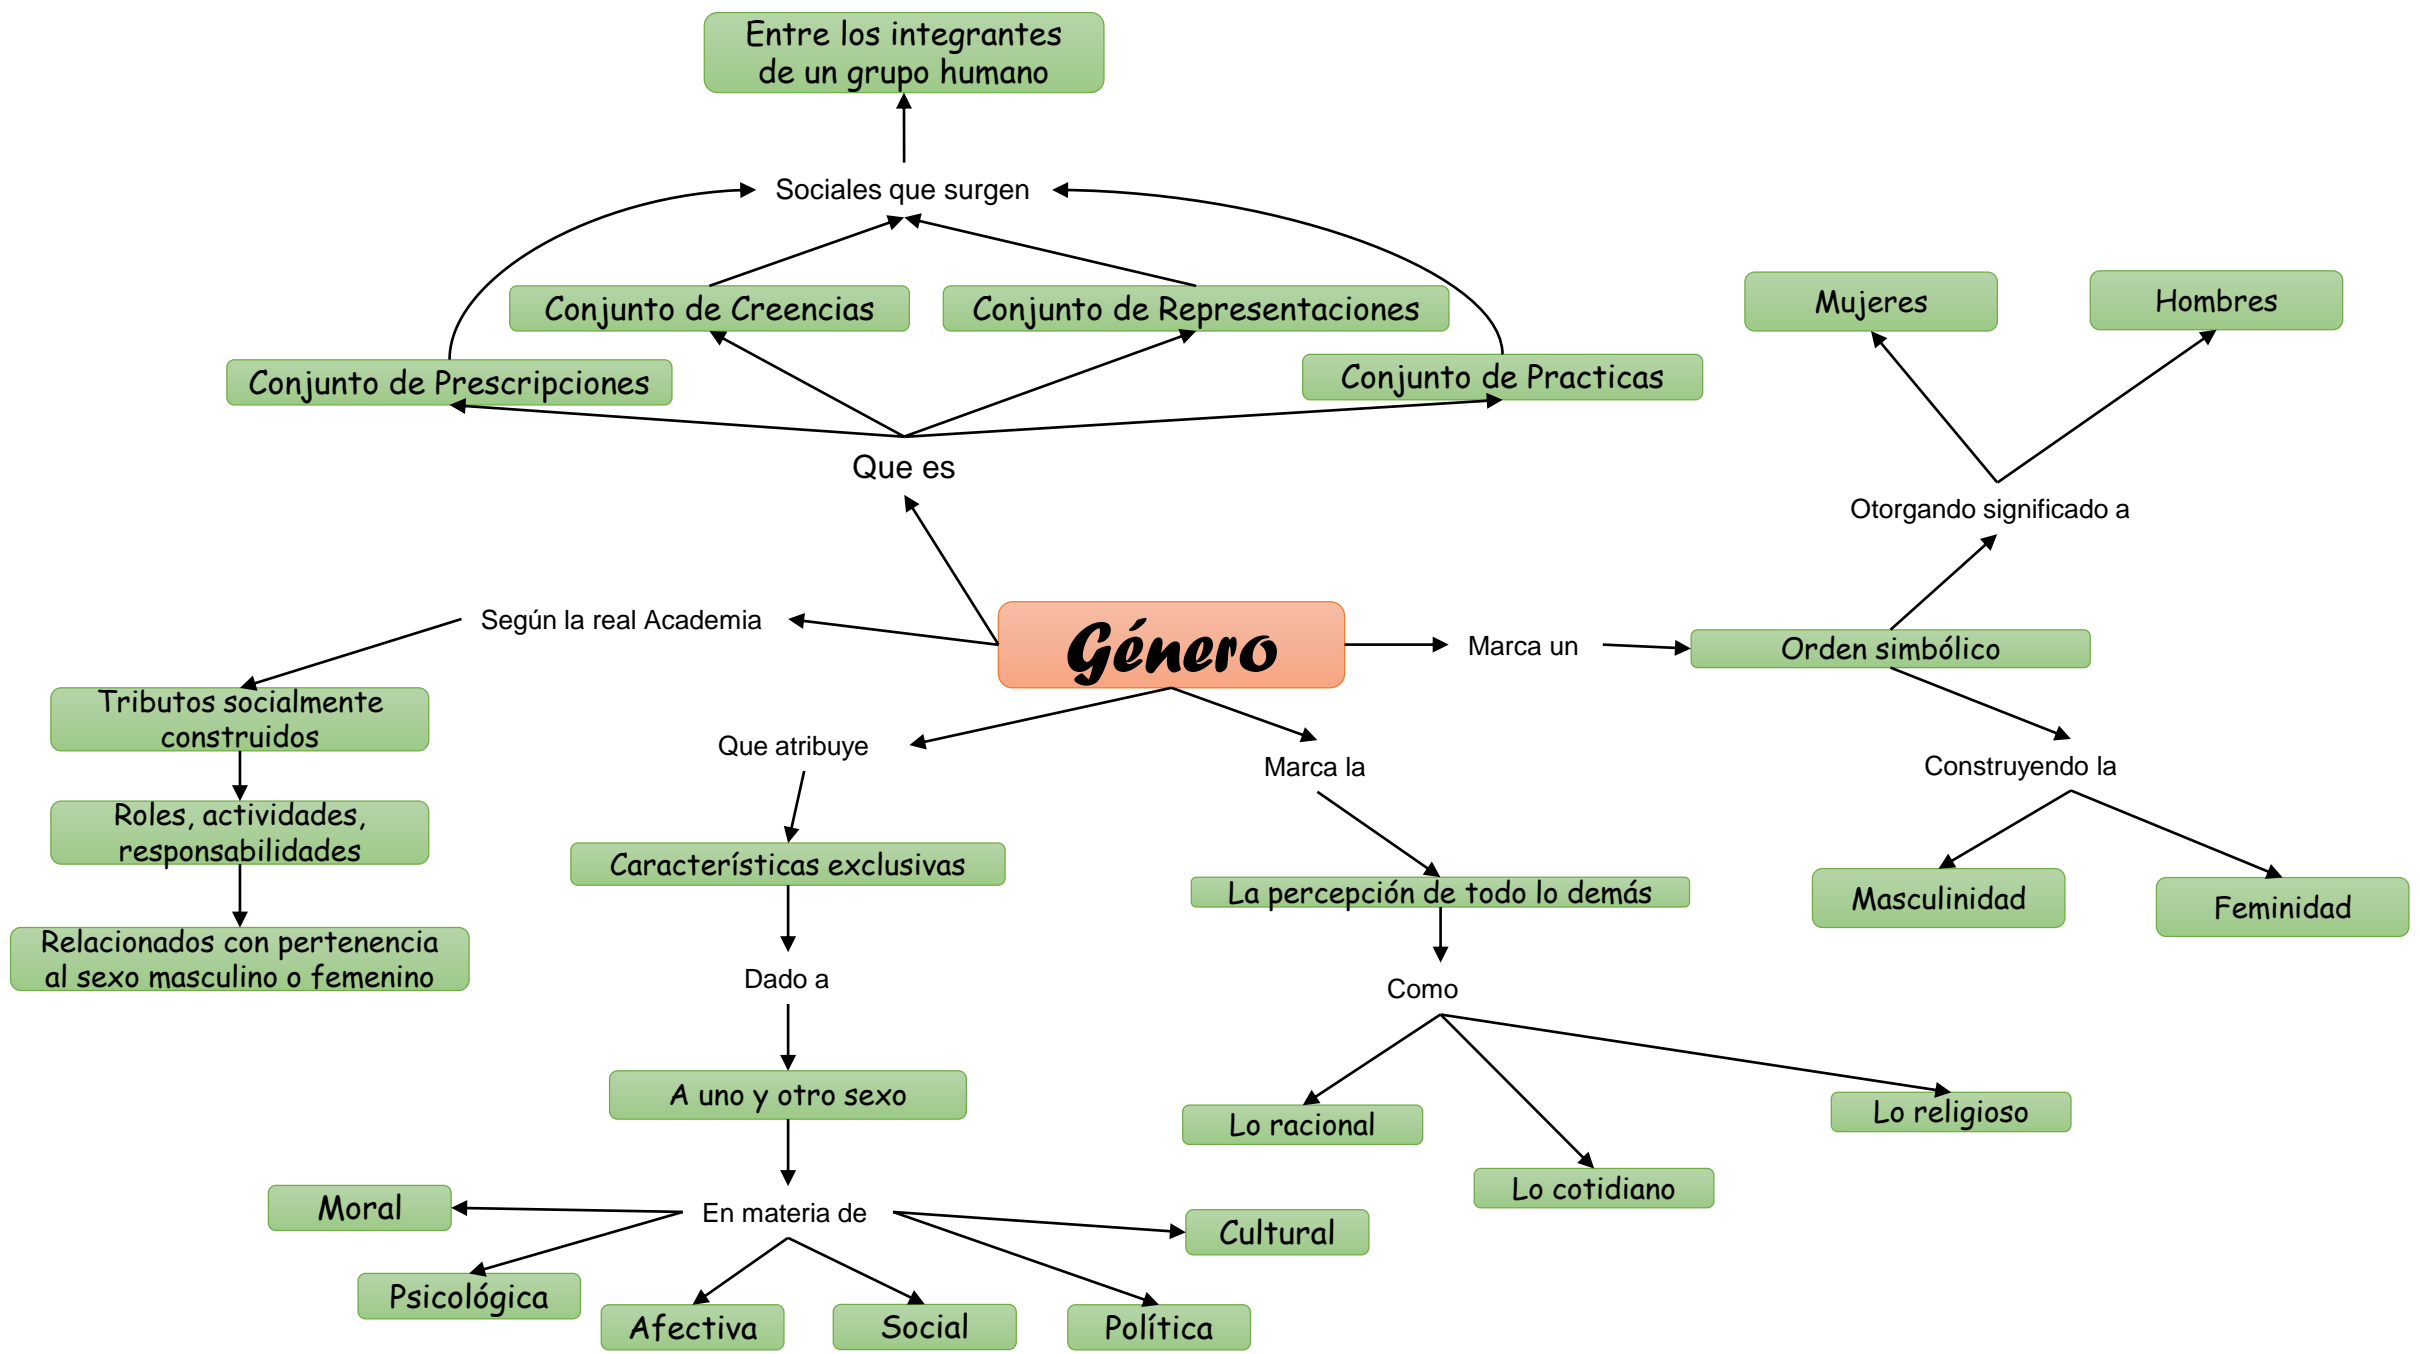 Entre los integrantes
de un grupo humano
Sociales que surgen
Conjunto de Creencias
Conjunto de Representaciones
Conjunto de Prescripciones
Conjunto de Practicas
Que es
Mujeres
Hombres
Otorgando significado a
Según la real Academia
Género
Marca un
Orden simbólico
Tributos socialmente
construidos
Roles, actividades,
responsabilidades
Relacionados con pertenencia
al sexo masculino o femenino
Que atribuye
Características exclusivas
Dado a
A uno y otro sexo
En materia de
Moral
Psicológica
Afectiva
Social
Política
Cultural
Marca la
La percepción de todo lo demás
Como
Lo racional
Lo cotidiano
Lo religioso
Construyendo la
Masculinidad
Feminidad